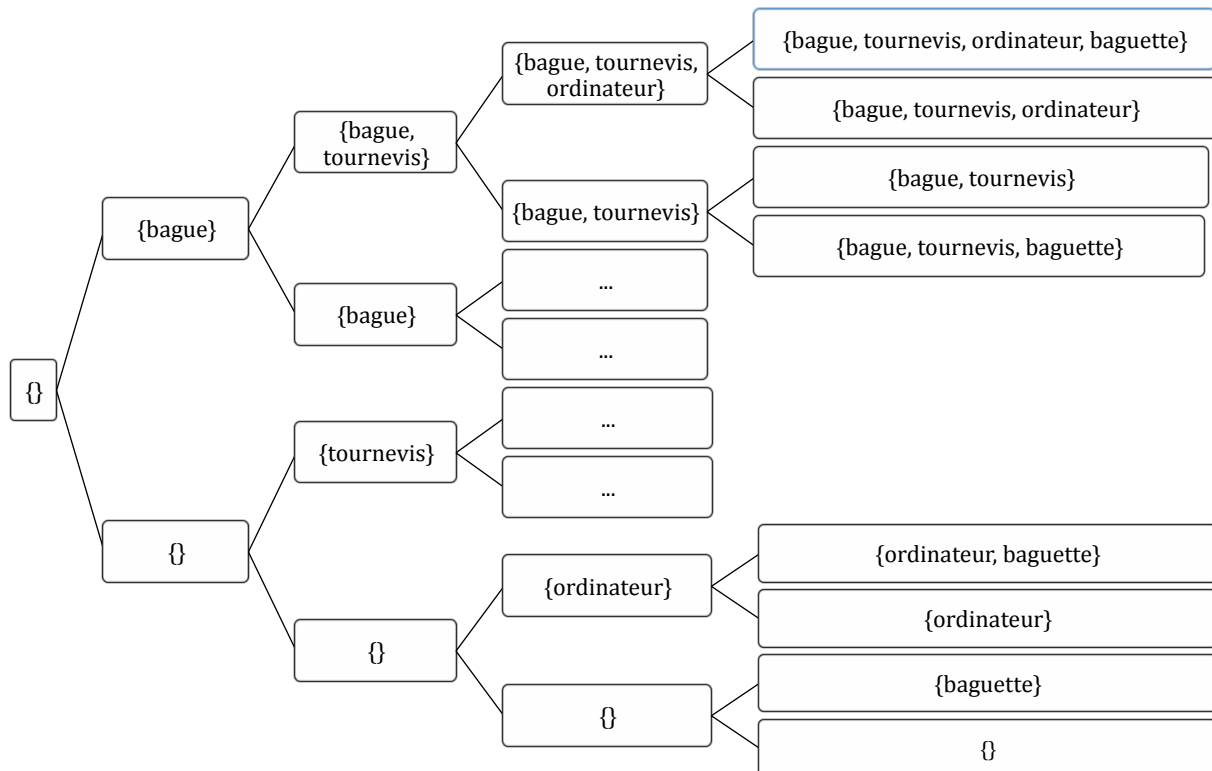 {bague, tournevis, ordinateur, baguette}
{bague, tournevis,
ordinateur}
{bague, tournevis, ordinateur}
{bague,
tournevis}
{bague, tournevis}
{bague, tournevis}
{bague}
{bague, tournevis, baguette}
...
{bague}
...
{}
...
{tournevis}
...
{}
{ordinateur, baguette}
{ordinateur}
{ordinateur}
{}
{baguette}
{}
{}